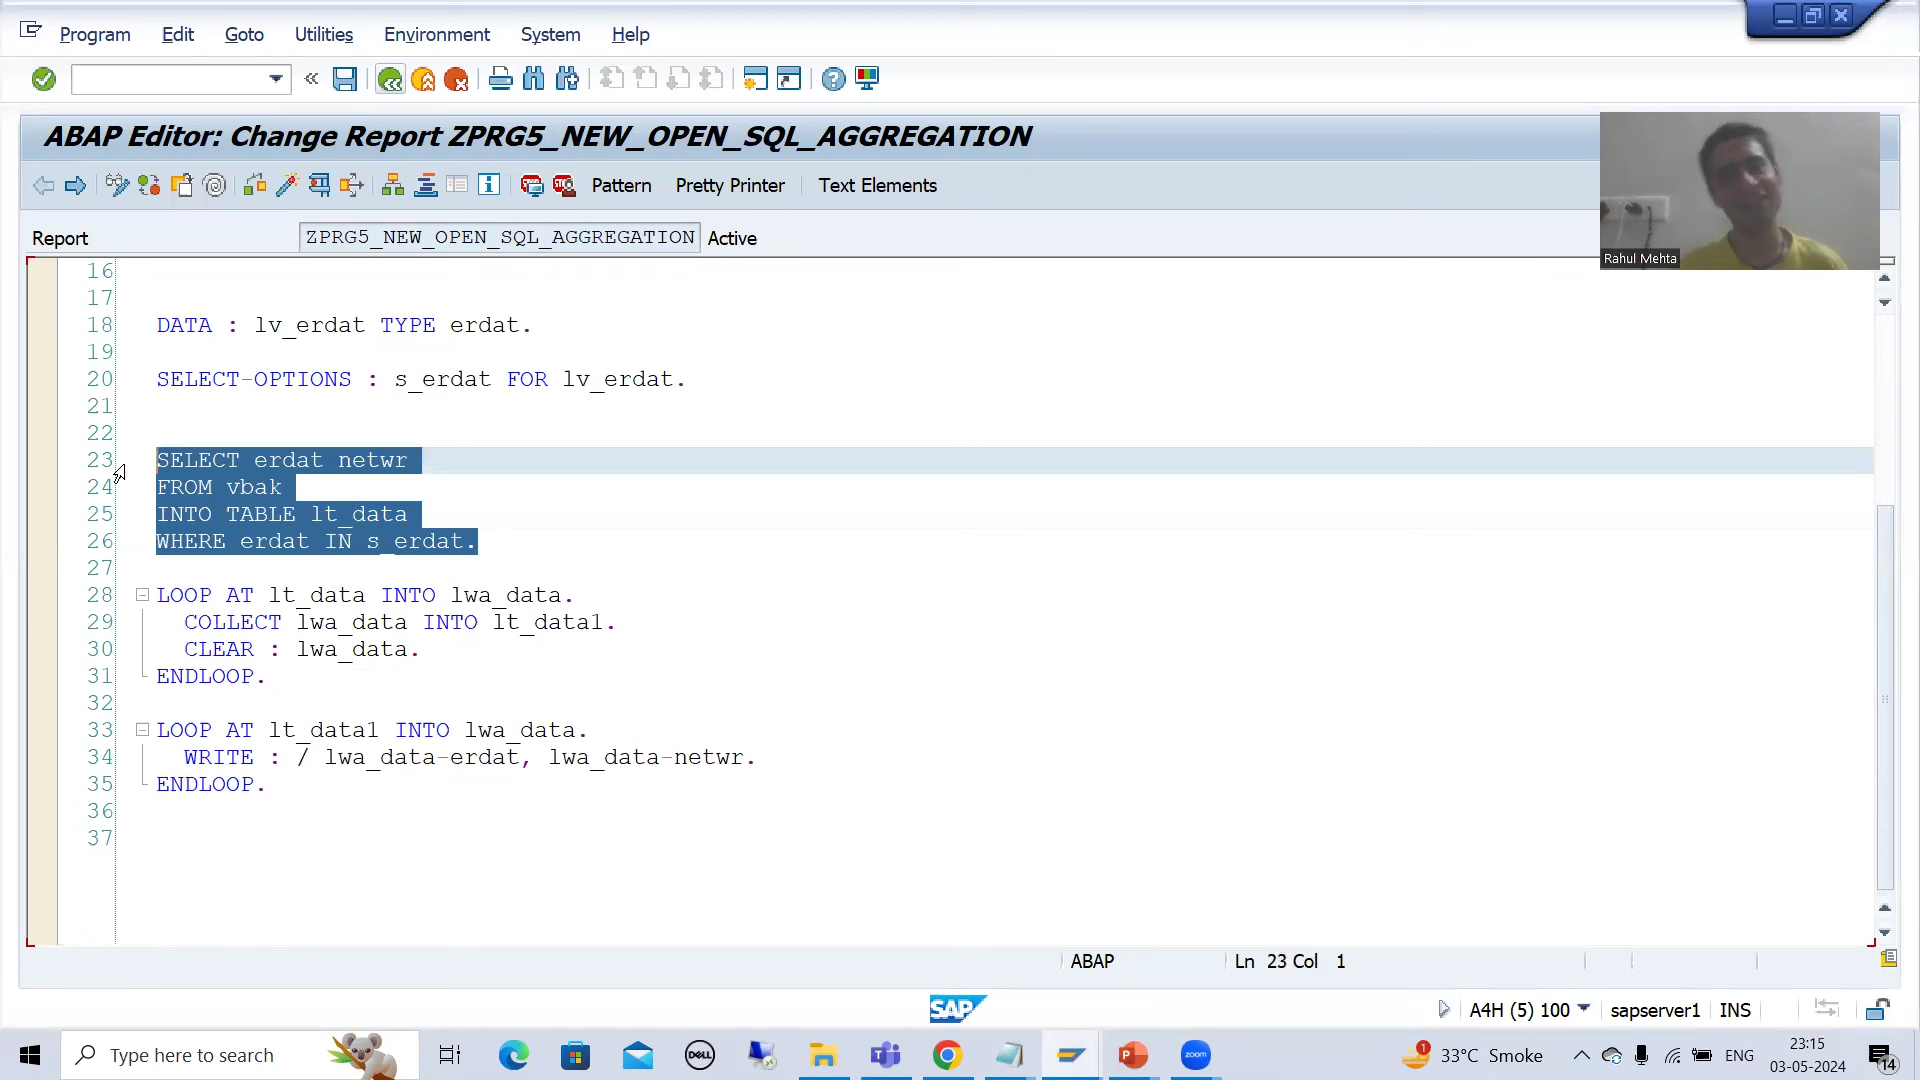 Program Edit Goto Utilities Environment System Help
ABAP Editor: Change Report ZPRG5_NEW_OPEN_SQL_AGGREGATION
Pattern Pretty Printer Text Elements
Report ZPRG5_NEW_OPEN_SQL_AGGREGATION Active
Rahul Mehta
16
17
18 DATA : lv_erdat TYPE erdat.
19
20 SELECT-OPTIONS : s_erdat FOR lv_erdat.
21
22
23 SELECT erdat netwr
24 FROM vbak
25 INTO TABLE lt_data
26 WHERE erdat IN s_erdat.
27
28 LOOP AT lt_data INTO lwa_data.
29 COLLECT lwa_data INTO lt_data1.
30 CLEAR : lwa_data.
31 ENDLOOP.
32
33 LOOP AT lt_data1 INTO lwa_data.
34 WRITE : / lwa_data-erdat, lwa_data-netwr.
35 ENDLOOP.
36
37
ABAP Ln 23 Col 1
SAP A4H (5) 100 sapserver1 INS
Type here to search DELL zoom 1 33°C Smoke ENG 23:15
03-05-2024 14